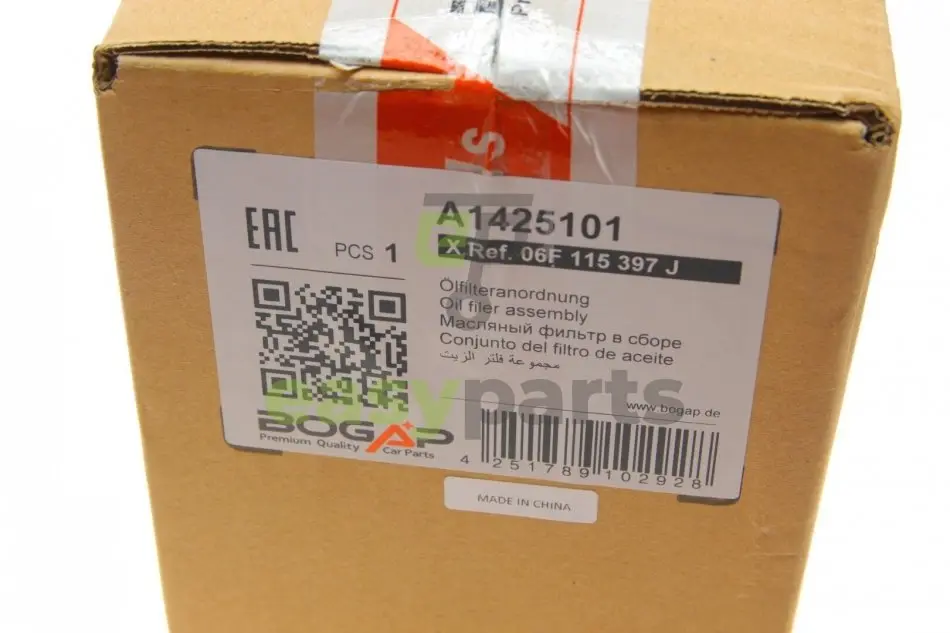 A1425101
X Ref. 06F 115 397 J
EAC
PCS 1
Ölfilteranordnung
Oil filer assembly
Масляный фильтр в сборе
Conjunto del filtro de aceite
مجموعة فلتر الزيت
easyparts
www.bogap.de
BOGAP
Premium Quality Car Parts
4 251789 102928
MADE IN CHINA